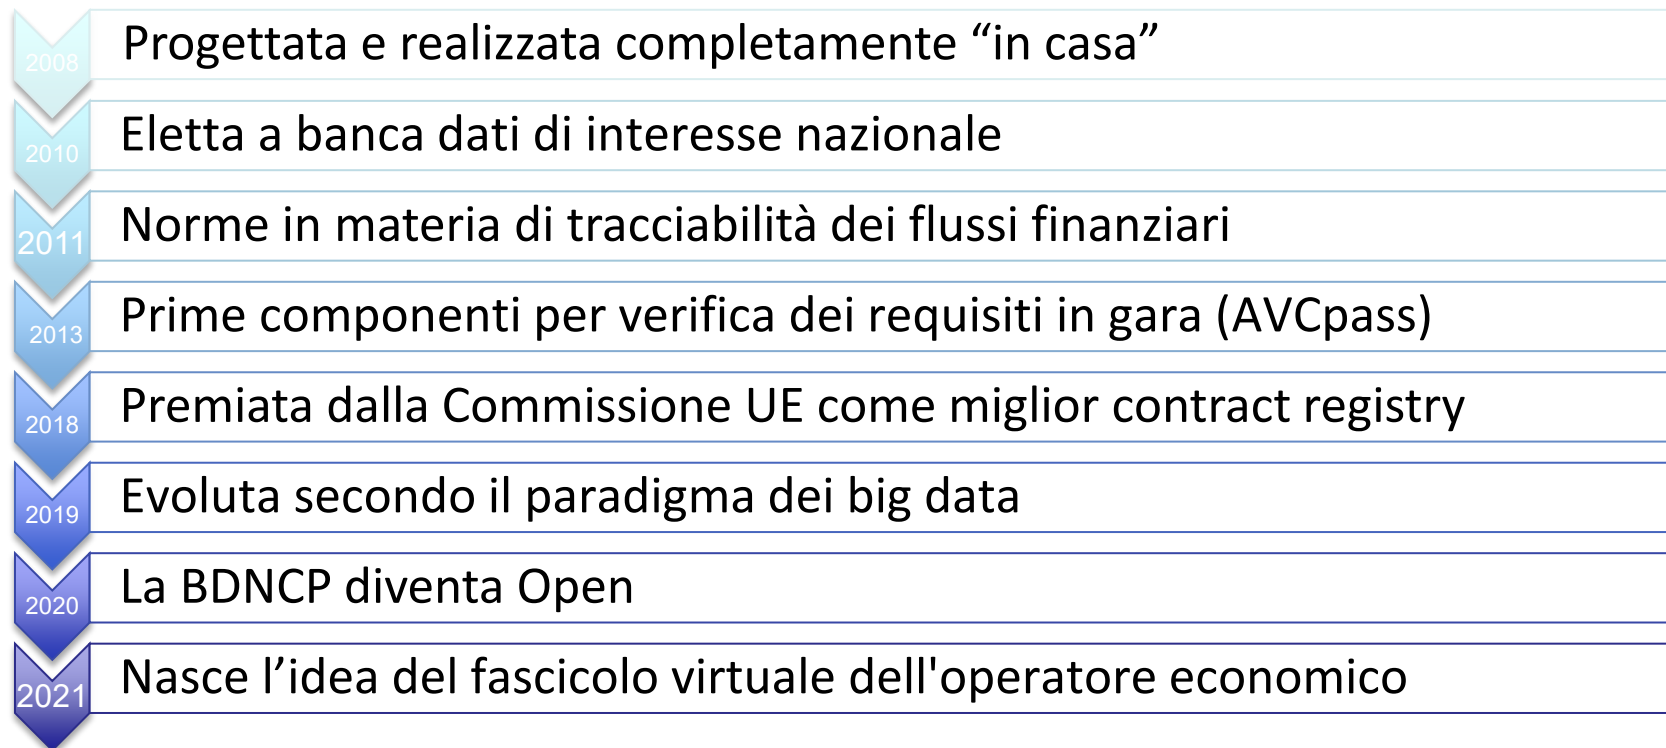 2008
Progettata e realizzata completamente “in casa”
2010
Eletta a banca dati di interesse nazionale
2011
Norme in materia di tracciabilità dei flussi finanziari
2013
Prime componenti per verifica dei requisiti in gara (AVCpass)
2018
Premiata dalla Commissione UE come miglior contract registry
2019
Evoluta secondo il paradigma dei big data
2020
La BDNCP diventa Open
2021
Nasce l’idea del fascicolo virtuale dell'operatore economico